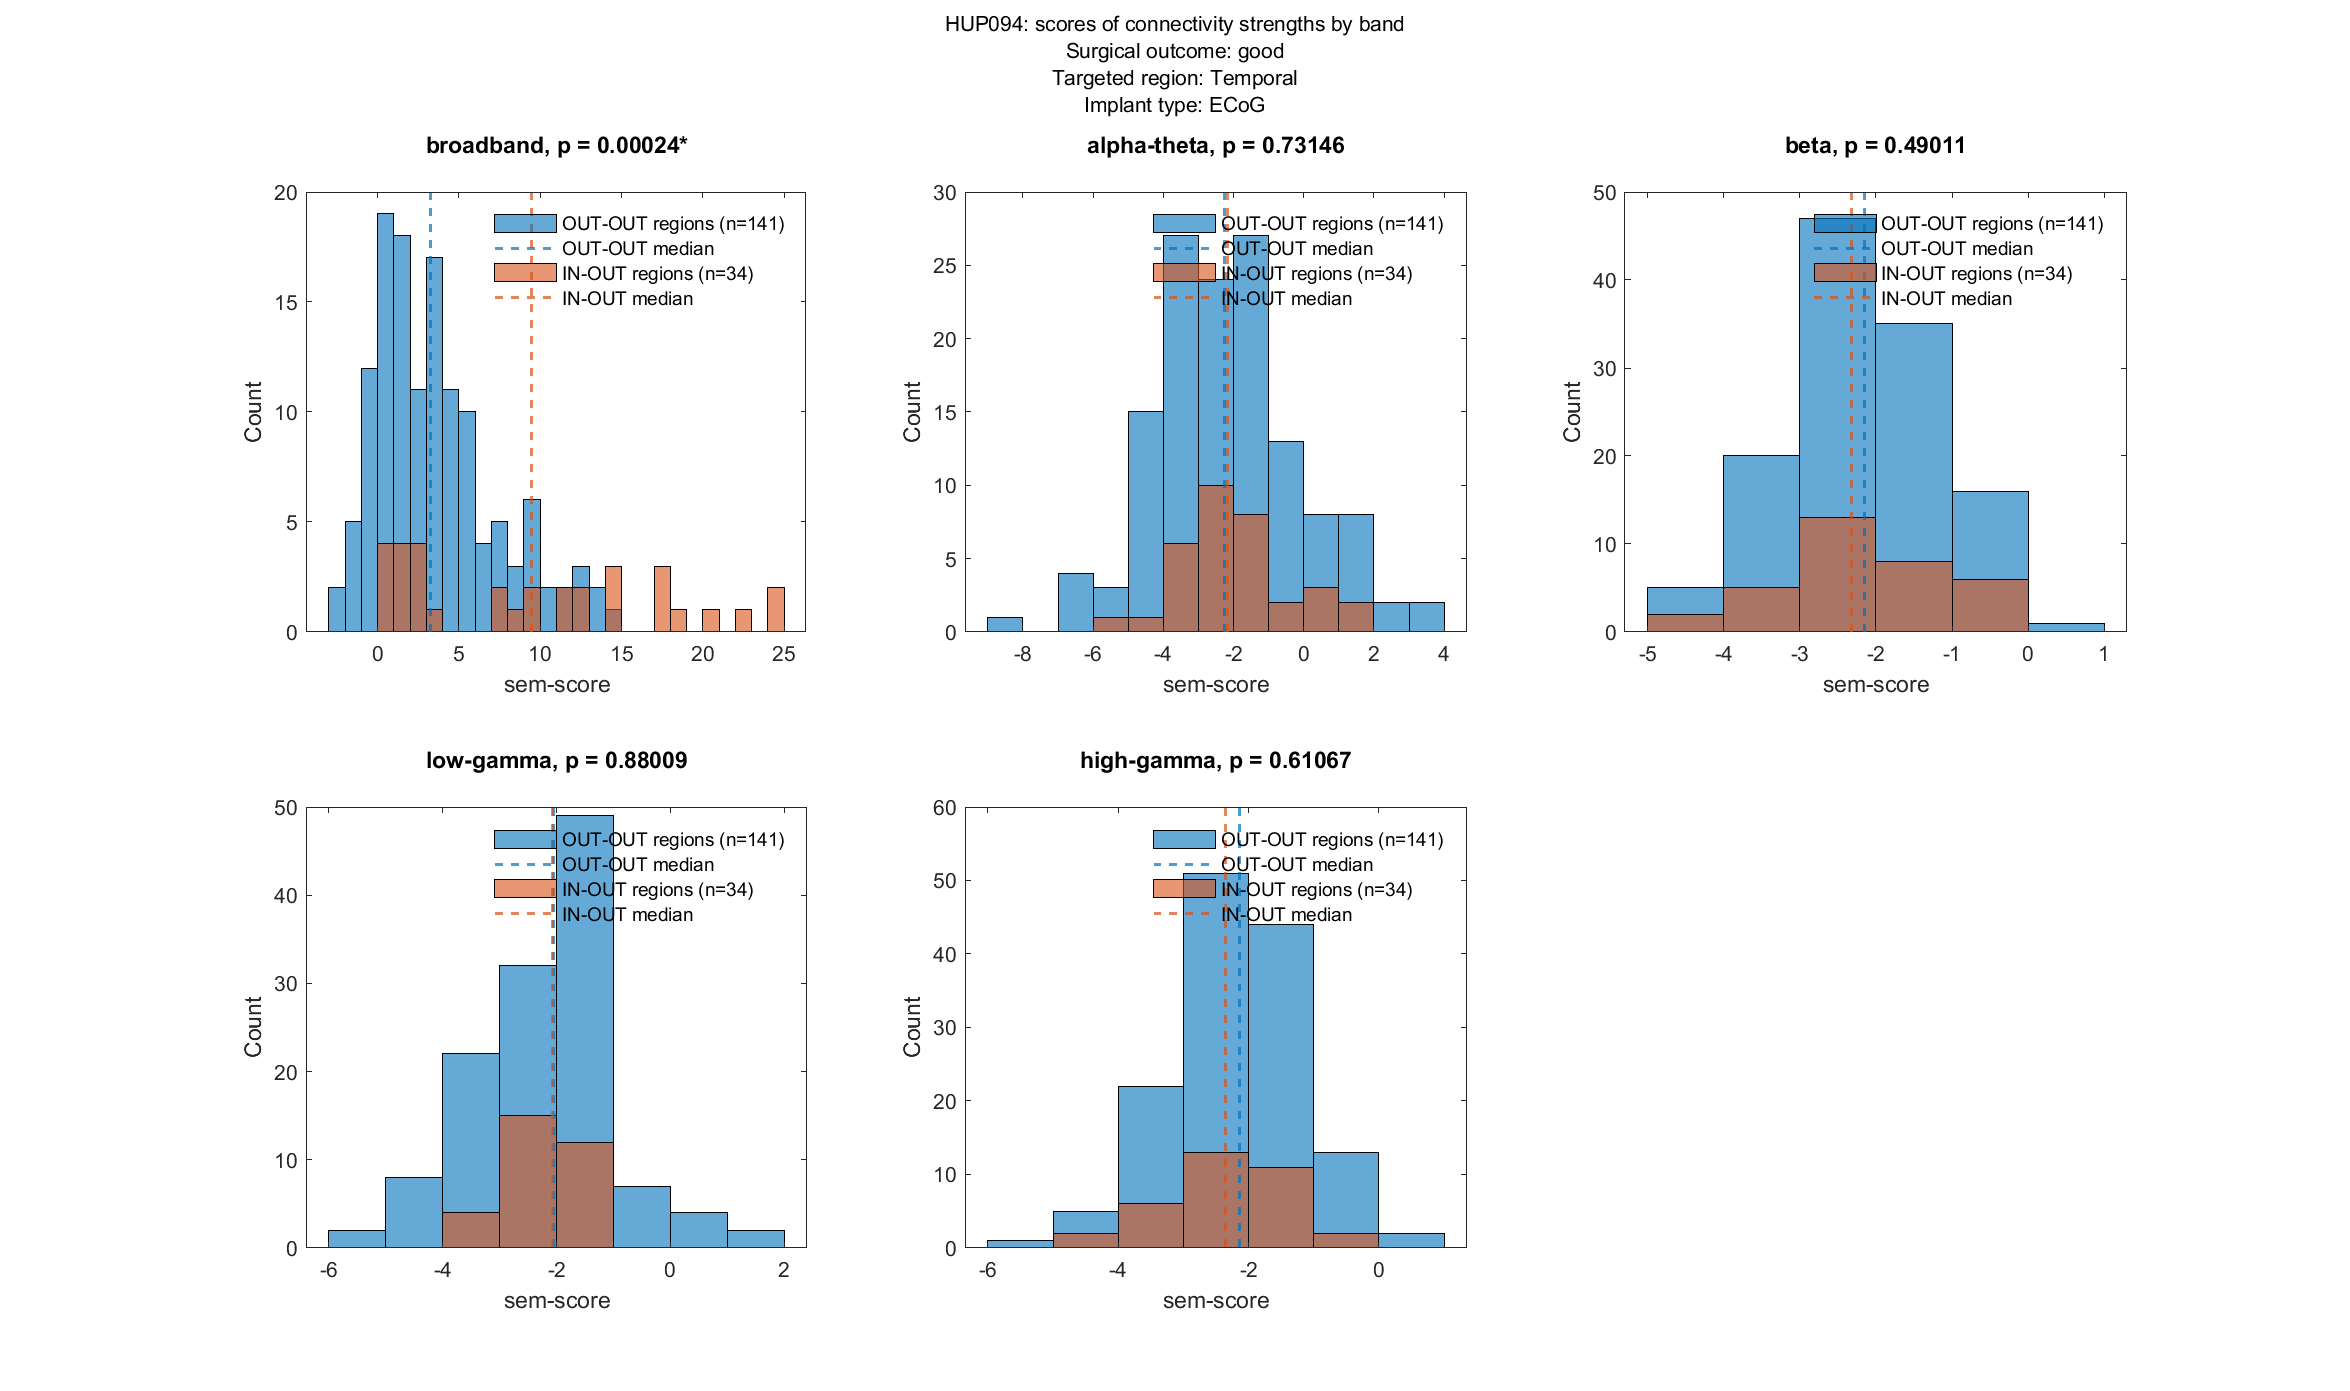 HUP094: scores of connectivity strengths by band
Surgical outcome: good
Targeted region: Temporal
Implant type: ECoG
broadband, p = 0.00024*
20
15
10
5
0
Count
OUT-OUT regions (n=141)
OUT-OUT median
IN-OUT regions (n=34)
IN-OUT median
0 5 10 15 20 25
sem-score
alpha-theta, p = 0.73146
30
25
20
15
10
5
0
Count
OUT-OUT regions (n=141)
OUT-OUT median
IN-OUT regions (n=34)
IN-OUT median
-8 -6 -4 -2 0 2 4
sem-score
beta, p = 0.49011
50
40
30
20
10
0
Count
OUT-OUT regions (n=141)
OUT-OUT median
IN-OUT regions (n=34)
IN-OUT median
-5 -4 -3 -2 -1 0 1
sem-score
low-gamma, p = 0.88009
50
40
30
20
10
0
Count
OUT-OUT regions (n=141)
OUT-OUT median
IN-OUT regions (n=34)
IN-OUT median
-6 -4 -2 0 2
sem-score
high-gamma, p = 0.61067
60
50
40
30
20
10
0
Count
OUT-OUT regions (n=141)
OUT-OUT median
IN-OUT regions (n=34)
IN-OUT median
-6 -4 -2 0
sem-score